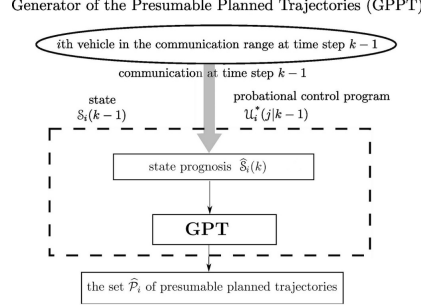 Generator of the Presumable Planned Trajectories (GPPT)
ith vehicle in the communication range at time step k − 1
communication at time step k − 1
state
𝒮_i(k−1)
probational control program
𝒰_i^*(j|k−1)
state prognosis 𝒮̂_i(k)
GPT
the set 𝒫̂_i of presumable planned trajectories